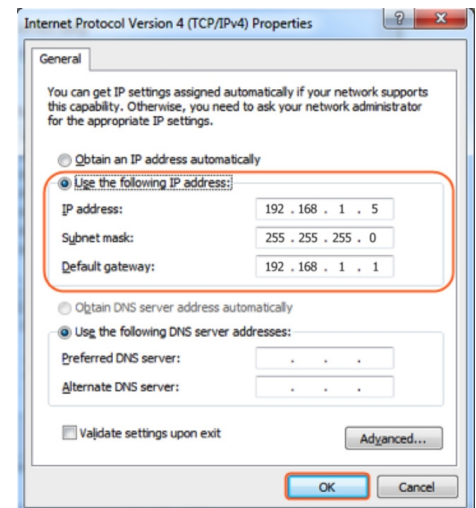 Internet Protocol Version 4 (TCP/IPv4) Properties
General
You can get IP settings assigned automatically if your network supports
this capability. Otherwise, you need to ask your network administrator
for the appropriate IP settings.
Obtain an IP address automatically
Use the following IP address:
IP address: 192 . 168 . 1 . 5
Subnet mask: 255 . 255 . 255 . 0
Default gateway: 192 . 168 . 1 . 1
Obtain DNS server address automatically
Use the following DNS server addresses:
Preferred DNS server: . . .
Alternate DNS server: . . .
Validate settings upon exit
Advanced...
OK Cancel